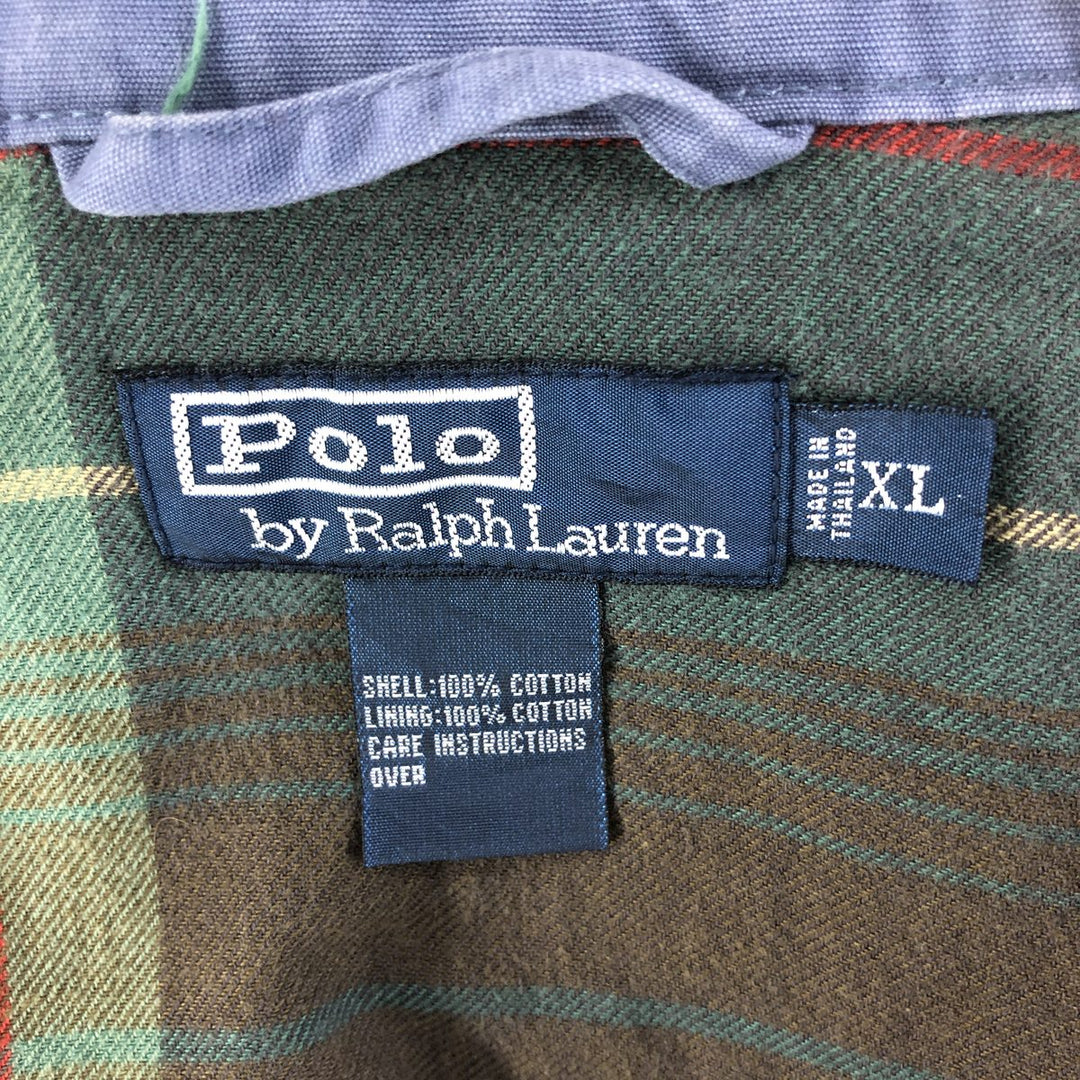 Polo
by Ralph Lauren
MADE IN
THAILAND
XL
SHELL:100% COTTON
LINING:100% COTTON
CARE INSTRUCTIONS
OVER